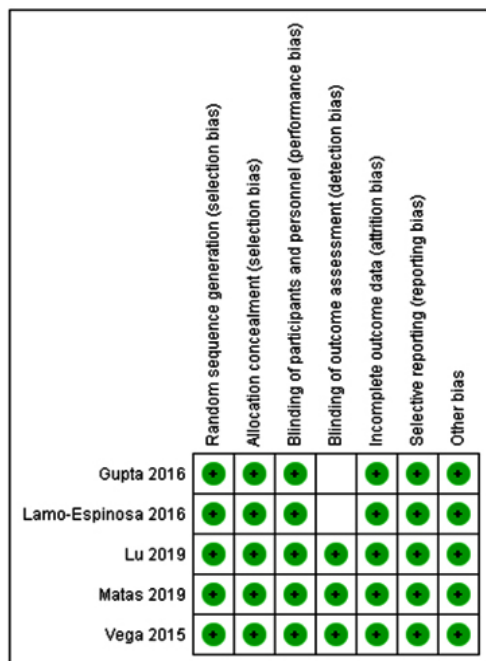 Random sequence generation (selection bias)
Allocation concealment (selection bias)
Blinding of participants and personnel (performance bias)
Blinding of outcome assessment (detection bias)
Incomplete outcome data (attrition bias)
Selective reporting (reporting bias)
Other bias
Gupta 2016 + + + + + +
Lamo-Espinosa 2016 + + + + + +
Lu 2019 + + + + + + +
Matas 2019 + + + + + + +
Vega 2015 + + + + + + +